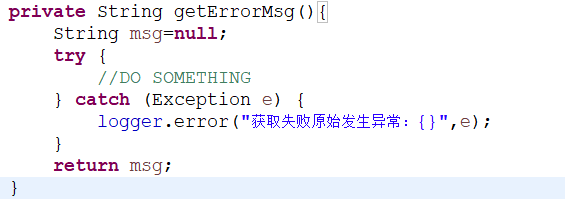 private String getErrorMsg(){
String msg=null;
try {
//DO SOMETHING
} catch (Exception e) {
logger.error("获取失败原始发生异常：{}",e);
}
return msg;
}